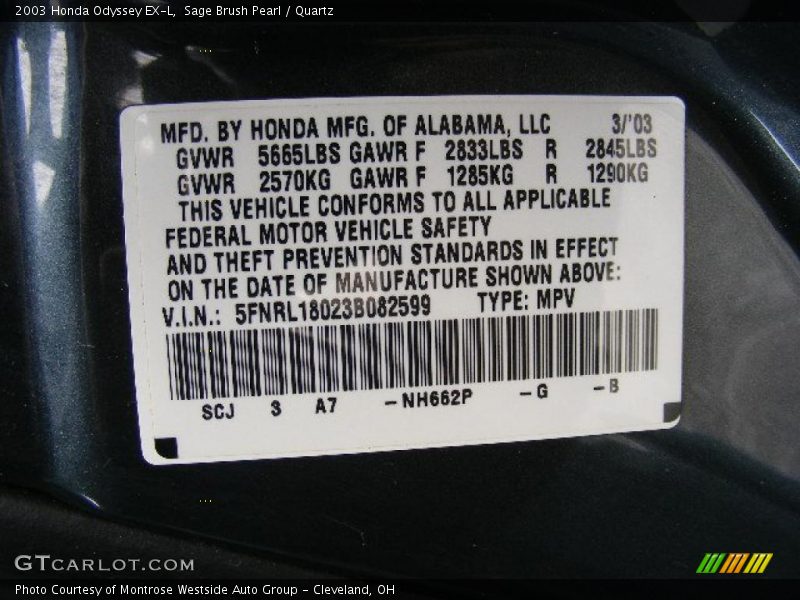 2003 Honda Odyssey EX-L, Sage Brush Pearl / Quartz
MFD. BY HONDA MFG. OF ALABAMA, LLC 3/'03
GVWR 5665LBS GAWR F 2833LBS R 2845LBS
GVWR 2570KG GAWR F 1285KG R 1290KG
THIS VEHICLE CONFORMS TO ALL APPLICABLE
FEDERAL MOTOR VEHICLE SAFETY
AND THEFT PREVENTION STANDARDS IN EFFECT
ON THE DATE OF MANUFACTURE SHOWN ABOVE:
V.I.N.: 5FNRL18023B082599 TYPE: MPV
SCJ 3 A7 -NH662P -G -B
GTCARLOT.COM
Photo Courtesy of Montrose Westside Auto Group - Cleveland, OH